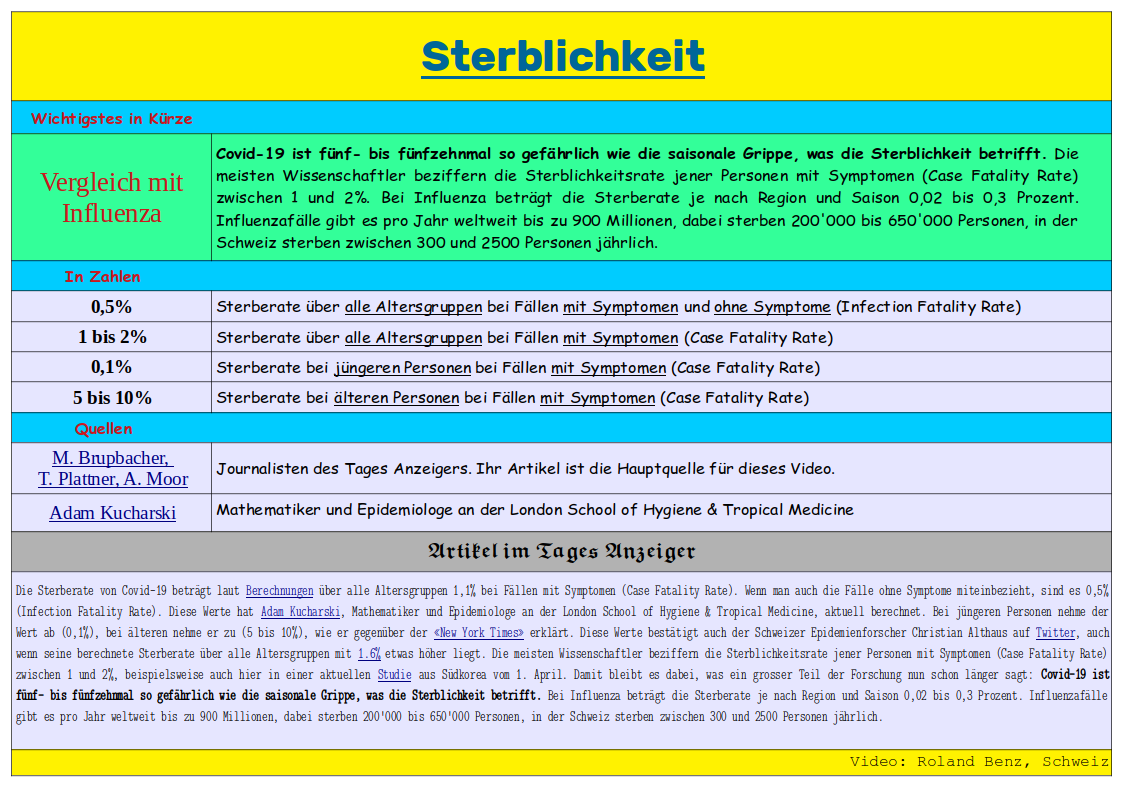 Sterblichkeit
Wichtigstes in Kürze
Vergleich mit
Influenza
Covid-19 ist fünf- bis fünfzehnmal so gefährlich wie die saisonale Grippe, was die Sterblichkeit betrifft. Die
meisten Wissenschaftler beziffern die Sterblichkeitsrate jener Personen mit Symptomen (Case Fatality Rate)
zwischen 1 und 2%. Bei Influenza beträgt die Sterberate je nach Region und Saison 0,02 bis 0,3 Prozent.
Influenzafälle gibt es pro Jahr weltweit bis zu 900 Millionen, dabei sterben 200'000 bis 650'000 Personen, in der
Schweiz sterben zwischen 300 und 2500 Personen jährlich.
In Zahlen
0,5%
Sterberate über alle Altersgruppen bei Fällen mit Symptomen und ohne Symptome (Infection Fatality Rate)
1 bis 2%
Sterberate über alle Altersgruppen bei Fällen mit Symptomen (Case Fatality Rate)
0,1%
Sterberate bei jüngeren Personen bei Fällen mit Symptomen (Case Fatality Rate)
5 bis 10%
Sterberate bei älteren Personen bei Fällen mit Symptomen (Case Fatality Rate)
Quellen
M. Brupbacher,
T. Plattner, A. Moor
Journalisten des Tages Anzeigers. Ihr Artikel ist die Hauptquelle für dieses Video.
Adam Kucharski
Mathematiker und Epidemiologe an der London School of Hygiene & Tropical Medicine
Artikel im Tages Anzeiger
Die Sterberate von Covid-19 beträgt laut Berechnungen über alle Altersgruppen 1,1% bei Fällen mit Symptomen (Case Fatality Rate). Wenn man auch die Fälle ohne Symptome miteinbezieht, sind es 0,5%
(Infection Fatality Rate). Diese Werte hat Adam Kucharski, Mathematiker und Epidemiologe an der London School of Hygiene & Tropical Medicine, aktuell berechnet. Bei jüngeren Personen nehme der
Wert ab (0,1%), bei älteren nehme er zu (5 bis 10%), wie er gegenüber der «New York Times» erklärt. Diese Werte bestätigt auch der Schweizer Epidemienforscher Christian Althaus auf Twitter, auch
wenn seine berechnete Sterberate über alle Altersgruppen mit 1.6% etwas höher liegt. Die meisten Wissenschaftler beziffern die Sterblichkeitsrate jener Personen mit Symptomen (Case Fatality Rate)
zwischen 1 und 2%, beispielsweise auch hier in einer aktuellen Studie aus Südkorea vom 1. April. Damit bleibt es dabei, was ein grosser Teil der Forschung nun schon länger sagt: Covid-19 ist
fünf- bis fünfzehnmal so gefährlich wie die saisonale Grippe, was die Sterblichkeit betrifft. Bei Influenza beträgt die Sterberate je nach Region und Saison 0,02 bis 0,3 Prozent. Influenzafälle
gibt es pro Jahr weltweit bis zu 900 Millionen, dabei sterben 200'000 bis 650'000 Personen, in der Schweiz sterben zwischen 300 und 2500 Personen jährlich.
Video: Roland Benz, Schweiz